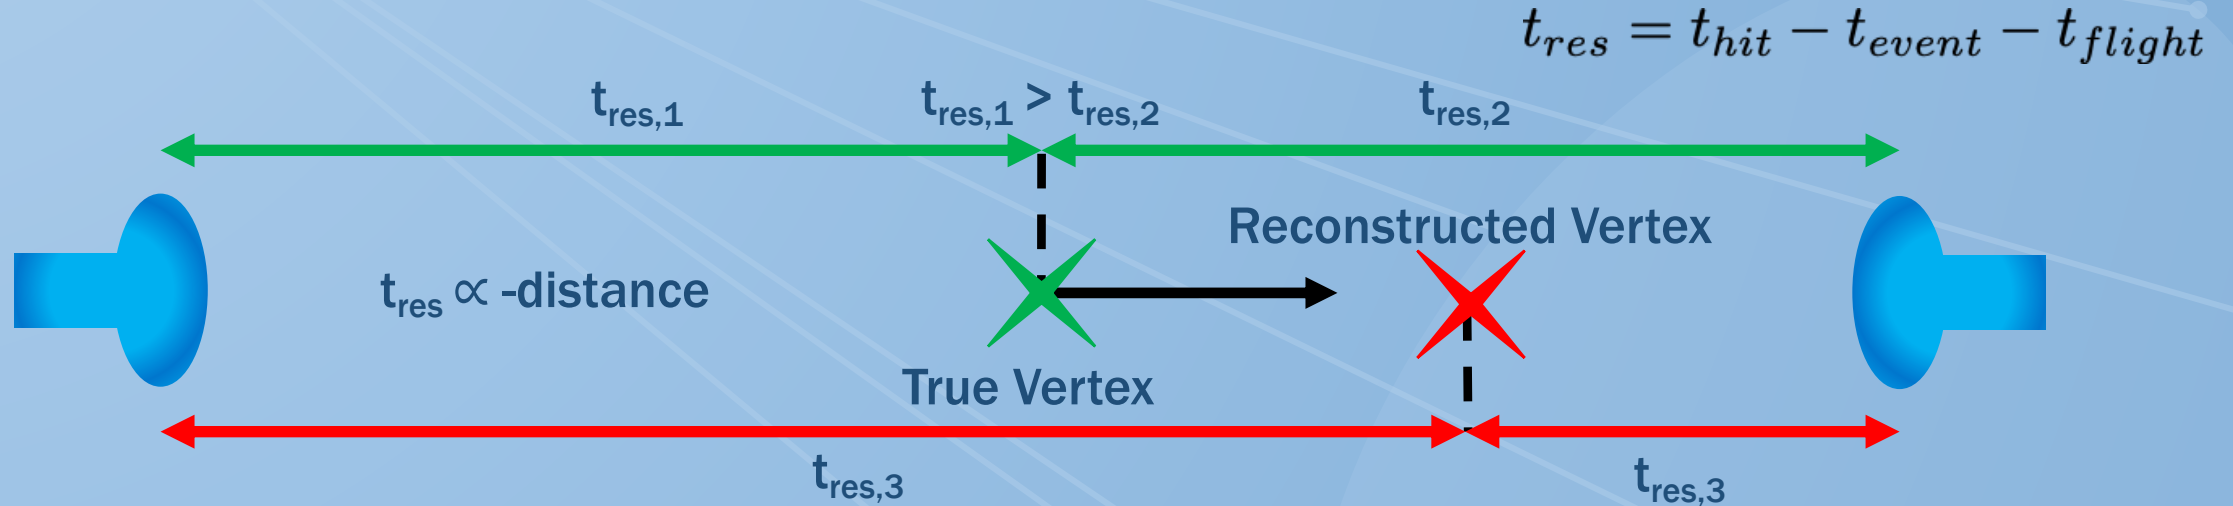 t_res = t_hit − t_event − t_flight
t_res,1
t_res,1 > t_res,2
t_res,2
Reconstructed Vertex
t_res ∝ -distance
True Vertex
t_res,3
t_res,3